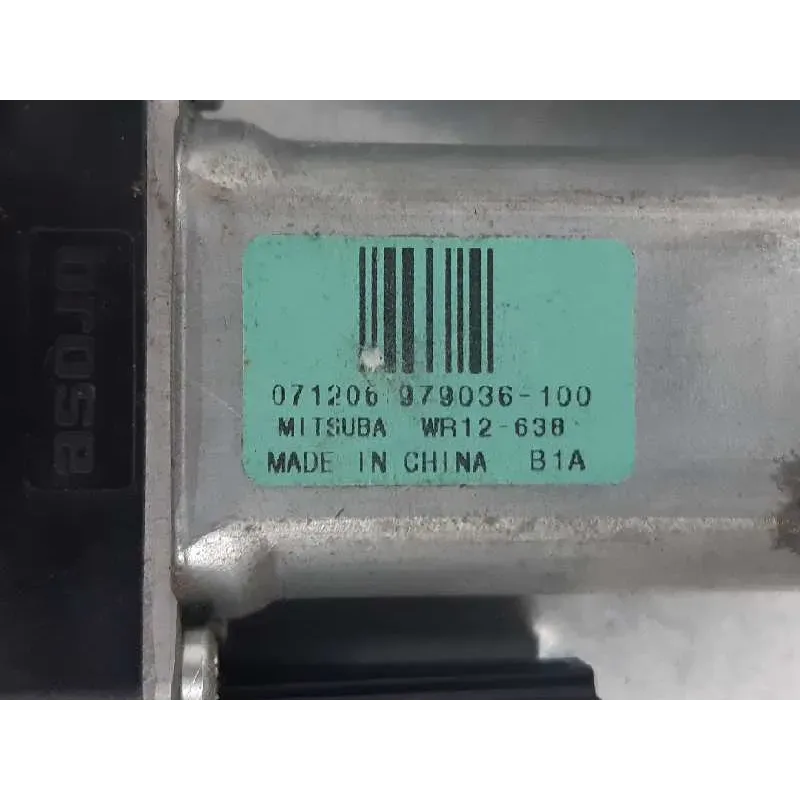 brose
071206 979036-100
MITSUBA WR12-638
MADE IN CHINA B1A